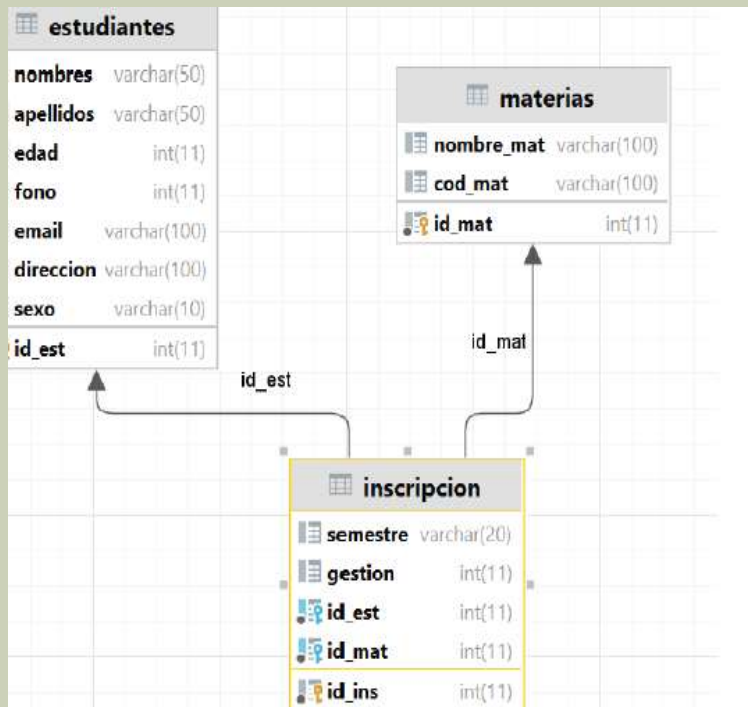 estudiantes
nombres varchar(50)
apellidos varchar(50)
edad int(11)
fono int(11)
email varchar(100)
direccion varchar(100)
sexo varchar(10)
id_est int(11)
materias
nombre_mat varchar(100)
cod_mat varchar(100)
id_mat int(11)
id_est
id_mat
inscripcion
semestre varchar(20)
gestion int(11)
id_est int(11)
id_mat int(11)
id_ins int(11)